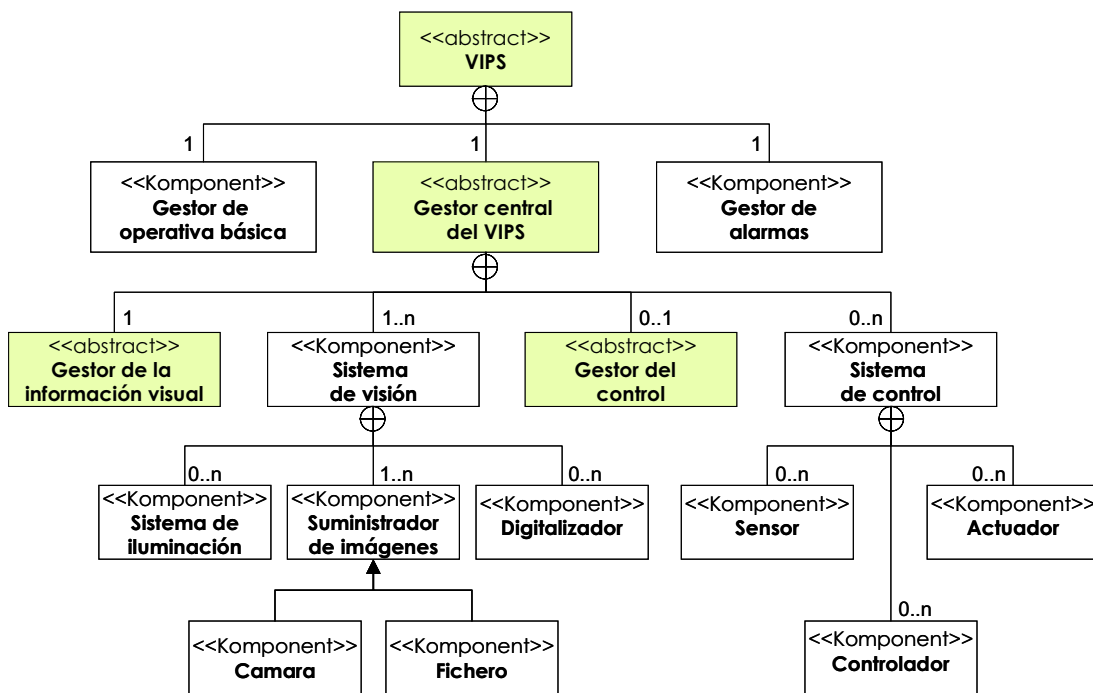 <<abstract>>
VIPS
1
1
1
<<Komponent>>
Gestor de
operativa básica
<<abstract>>
Gestor central
del VIPS
<<Komponent>>
Gestor de
alarmas
1
1..n
0..1
0..n
<<abstract>>
Gestor de la
información visual
<<Komponent>>
Sistema
de visión
<<abstract>>
Gestor del
control
<<Komponent>>
Sistema
de control
0..n
1..n
0..n
0..n
0..n
<<Komponent>>
Sistema de
iluminación
<<Komponent>>
Suministrador
de imágenes
<<Komponent>>
Digitalizador
<<Komponent>>
Sensor
<<Komponent>>
Actuador
0..n
<<Komponent>>
Camara
<<Komponent>>
Fichero
<<Komponent>>
Controlador